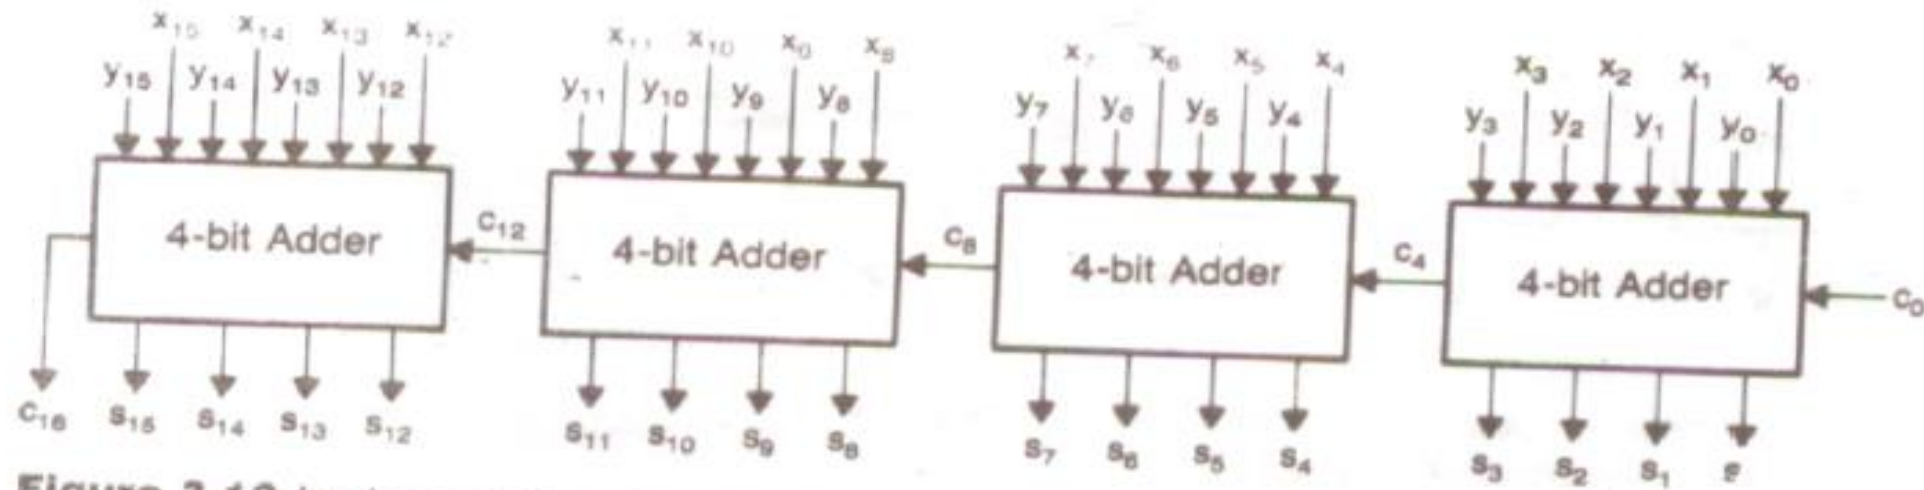 x₁₅ x₁₄ x₁₃ x₁₂
y₁₅ y₁₄ y₁₃ y₁₂
x₁₁ x₁₀ x₉ x₈
y₁₁ y₁₀ y₉ y₈
x₇ x₆ x₅ x₄
y₇ y₆ y₅ y₄
x₃ x₂ x₁ x₀
y₃ y₂ y₁ y₀
4-bit Adder
c₁₂
4-bit Adder
c₈
4-bit Adder
c₄
4-bit Adder
c₀
c₁₆ s₁₅ s₁₄ s₁₃ s₁₂
s₁₁ s₁₀ s₉ s₈
s₇ s₆ s₅ s₄
s₃ s₂ s₁
Figure